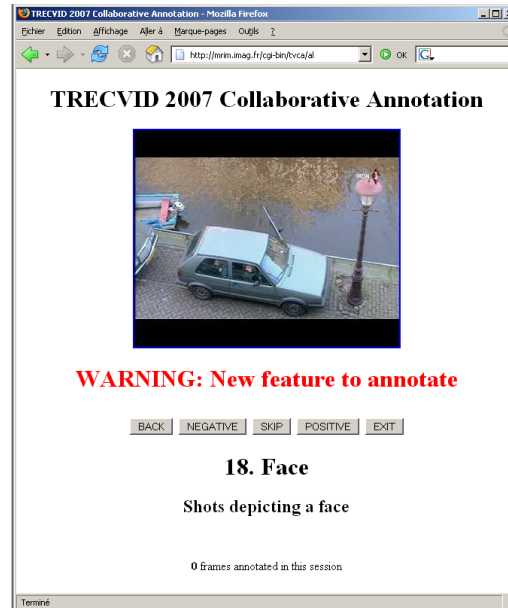 TRECVID 2007 Collaborative Annotation - Mozilla Firefox
Eichier Edition Affichage Aller à Marque-pages Outils ?
http://mrim.imag.fr/cgi-bin/tvca/al OK G
TRECVID 2007 Collaborative Annotation
WARNING: New feature to annotate
BACK NEGATIVE SKIP POSITIVE EXIT
18. Face
Shots depicting a face
0 frames annotated in this session
Terminé